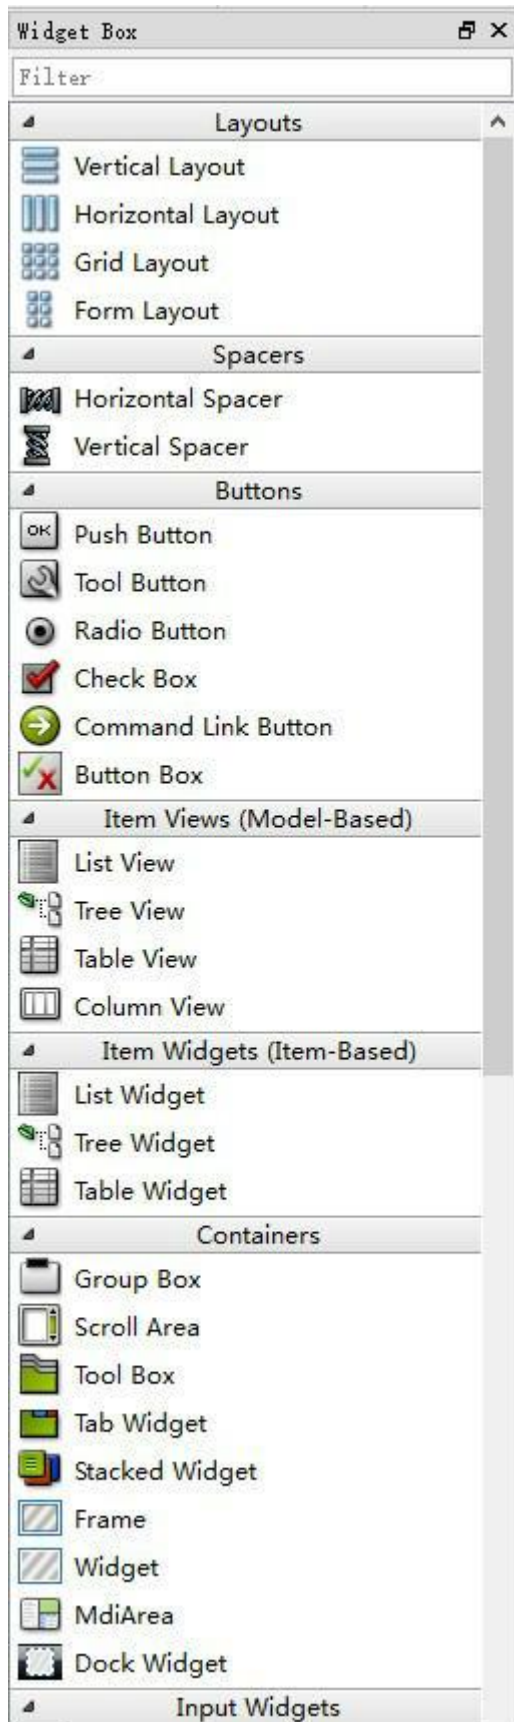 Widget Box
Filter
Layouts
Vertical Layout
Horizontal Layout
Grid Layout
Form Layout
Spacers
Horizontal Spacer
Vertical Spacer
Buttons
OK Push Button
Tool Button
Radio Button
Check Box
Command Link Button
Button Box
Item Views (Model-Based)
List View
Tree View
Table View
Column View
Item Widgets (Item-Based)
List Widget
Tree Widget
Table Widget
Containers
Group Box
Scroll Area
Tool Box
Tab Widget
Stacked Widget
Frame
Widget
MdiArea
Dock Widget
Input Widgets